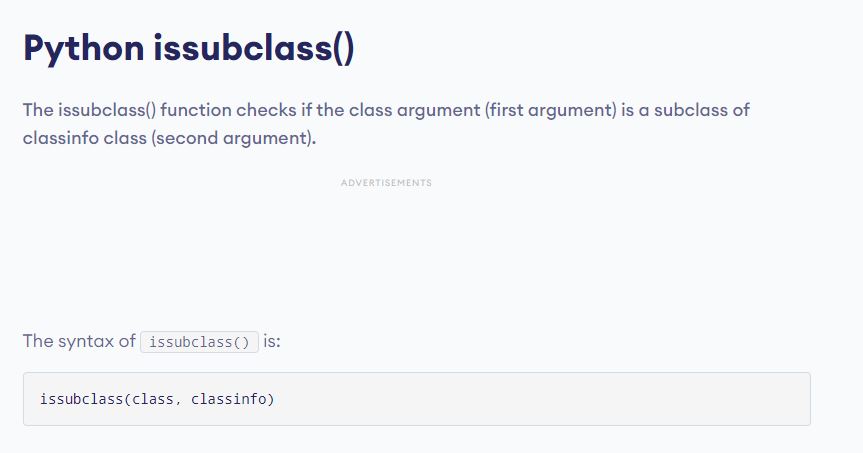 Python issubclass()
The issubclass() function checks if the class argument (first argument) is a subclass of
classinfo class (second argument).
ADVERTISEMENTS
The syntax of issubclass() is:
issubclass(class, classinfo)